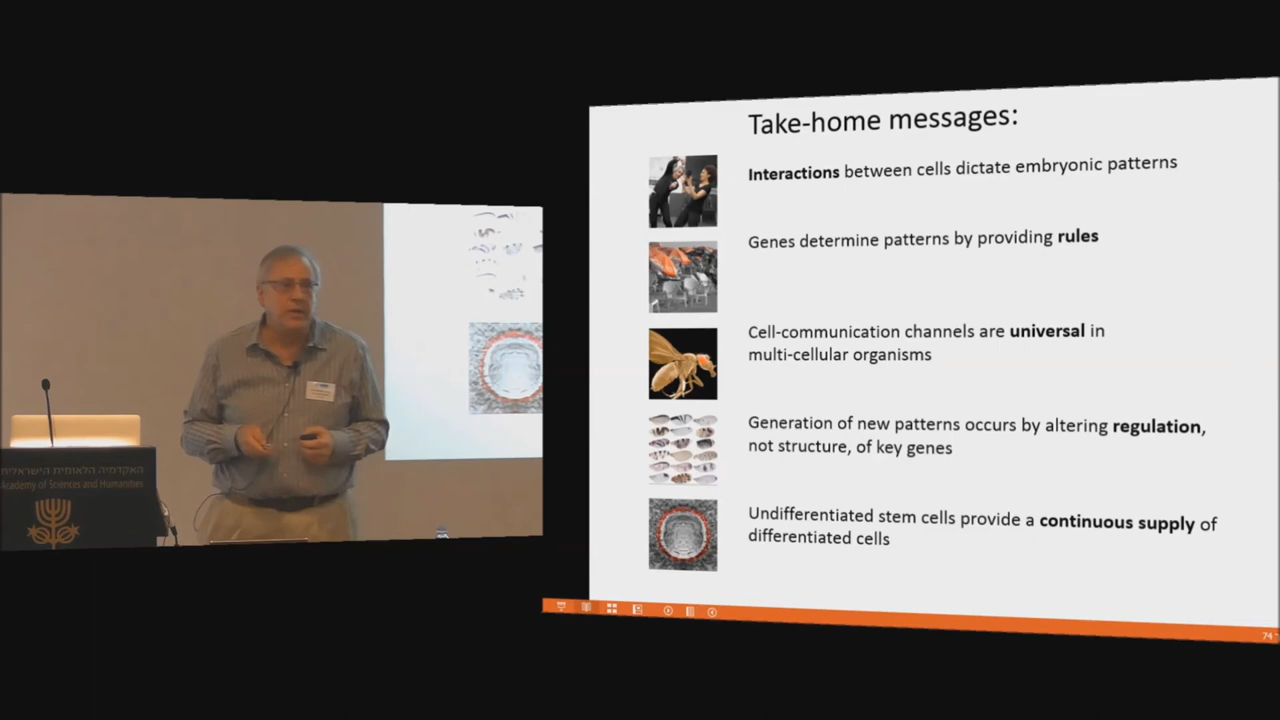 האקדמיה הלאומית הישראלית
Academy of Sciences and Humanities
Take-home messages:
Interactions between cells dictate embryonic patterns
Genes determine patterns by providing rules
Cell-communication channels are universal in
multi-cellular organisms
Generation of new patterns occurs by altering regulation,
not structure, of key genes
Undifferentiated stem cells provide a continuous supply of
differentiated cells
74